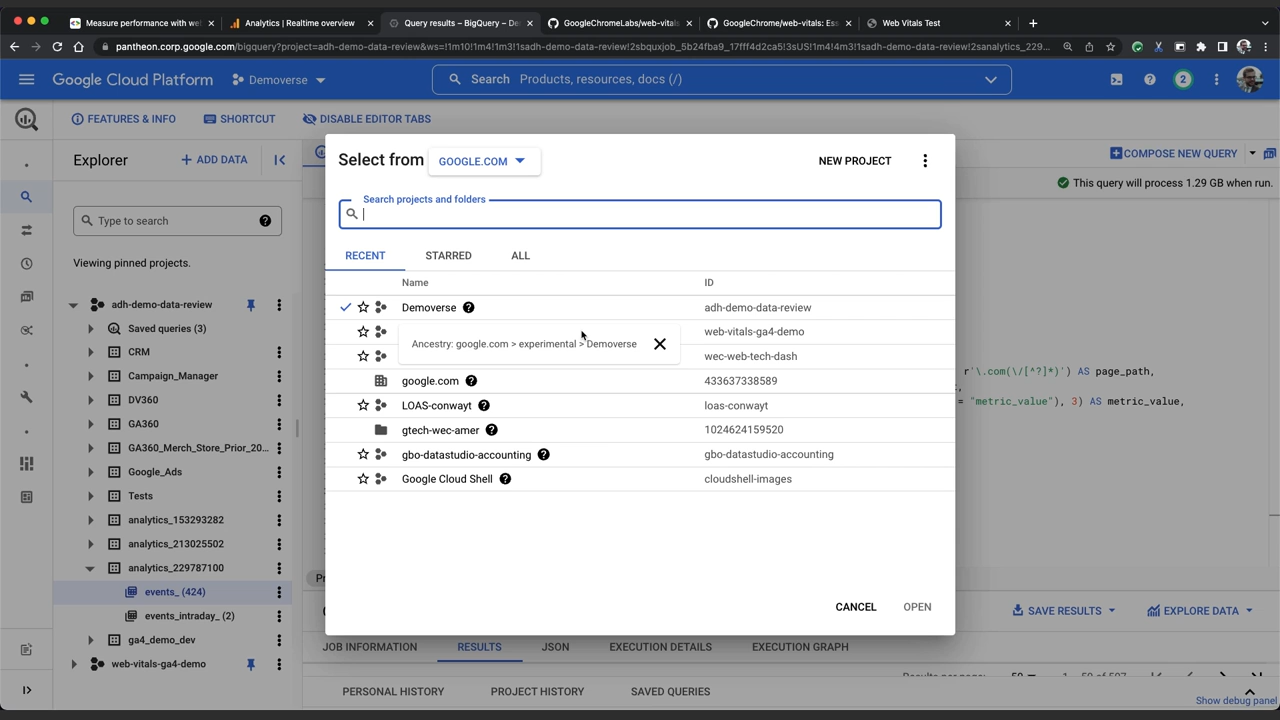 Measure performance with wel
Analytics | Realtime overview
Query results – BigQuery – De
GoogleChromeLabs/web-vitals
GoogleChrome/web-vitals: Ess
Web Vitals Test
pantheon.corp.google.com/bigquery?project=adh-demo-data-review&ws=!1m10!1m4!1m3!1sadh-demo-data-review!2sbquxjob_5b24fba9_17fff4d2ca5!3sUS!1m4!4m3!1sadh-demo-data-review!2sanalytics_229...
Google Cloud Platform
Demoverse
Search Products, resources, docs (/)
2
FEATURES & INFO
SHORTCUT
DISABLE EDITOR TABS
Explorer
+ ADD DATA
COMPOSE NEW QUERY
This query will process 1.29 GB when run.
Type to search
Viewing pinned projects.
adh-demo-data-review
Saved queries (3)
CRM
Campaign_Manager
DV360
GA360
GA360_Merch_Store_Prior_20...
Google_Ads
Tests
analytics_153293282
analytics_213025502
analytics_229787100
events_ (424)
events_intraday_ (2)
ga4_demo_dev
web-vitals-ga4-demo
Select from GOOGLE.COM
NEW PROJECT
Search projects and folders
RECENT STARRED ALL
Name ID
Demoverse adh-demo-data-review
web-vitals-ga4-demo
Ancestry: google.com > experimental > Demoverse
wec-web-tech-dash
google.com 433637338589
LOAS-conwayt loas-conwayt
gtech-wec-amer 1024624159520
gbo-datastudio-accounting gbo-datastudio-accounting
Google Cloud Shell cloudshell-images
CANCEL OPEN
r'\.com(\/[^?]*)') AS page_path,
= "metric_value"), 3) AS metric_value,
SAVE RESULTS
EXPLORE DATA
JOB INFORMATION RESULTS JSON EXECUTION DETAILS EXECUTION GRAPH
PERSONAL HISTORY PROJECT HISTORY SAVED QUERIES
Show debug panel